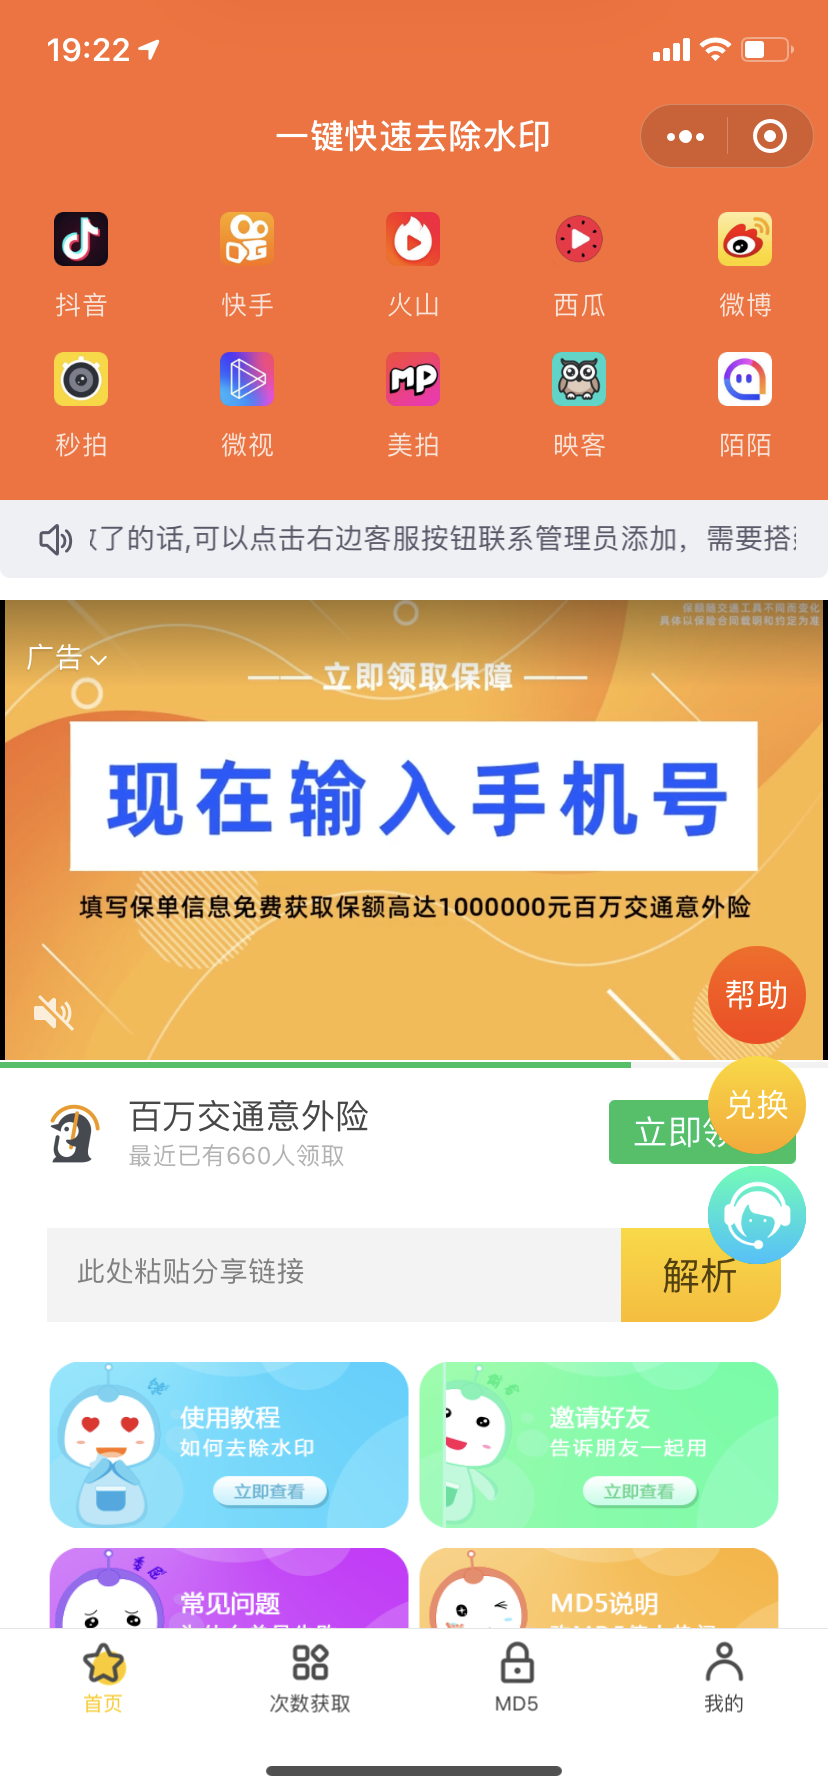 19:22
一键快速去除水印
抖音 快手 火山 西瓜 微博
秒拍 微视 美拍 映客 陌陌
了的话,可以点击右边客服按钮联系管理员添加，需要搭
保额随交通工具不同而变化
具体以保险合同载明和约定为准
广告
立即领取保障
现在输入手机号
填写保单信息免费获取保额高达1000000元百万交通意外险
帮助
百万交通意外险
兑换
最近已有660人领取
立即
此处粘贴分享链接
解析
使用教程
如何去除水印
立即查看
邀请好友
告诉朋友一起用
立即查看
常见问题
MD5说明
首页 次数获取 MD5 我的